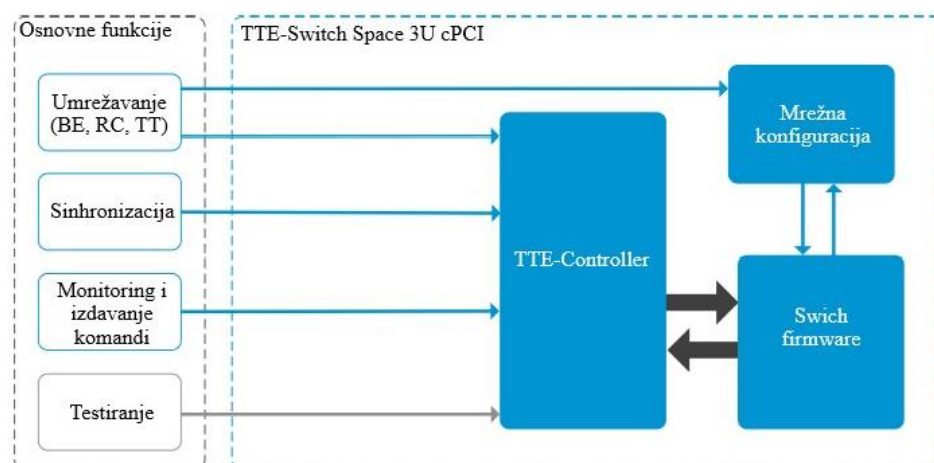 Osnovne funkcije
TTE-Switch Space 3U cPCI
Umrežavanje
(BE, RC, TT)
Mrežna
konfiguracija
Sinhronizacija
TTE-Controller
Monitoring i
izdavanje
komandi
Swich
firmware
Testiranje